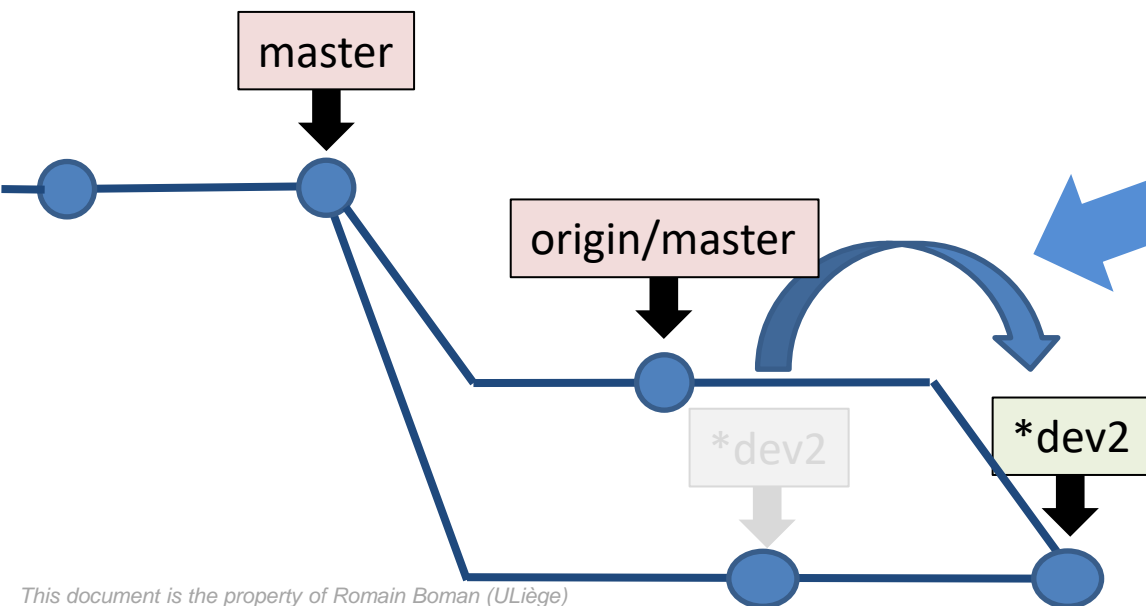 master
origin/master
*dev2
*dev2
This document is the property of Romain Boman (ULiège)